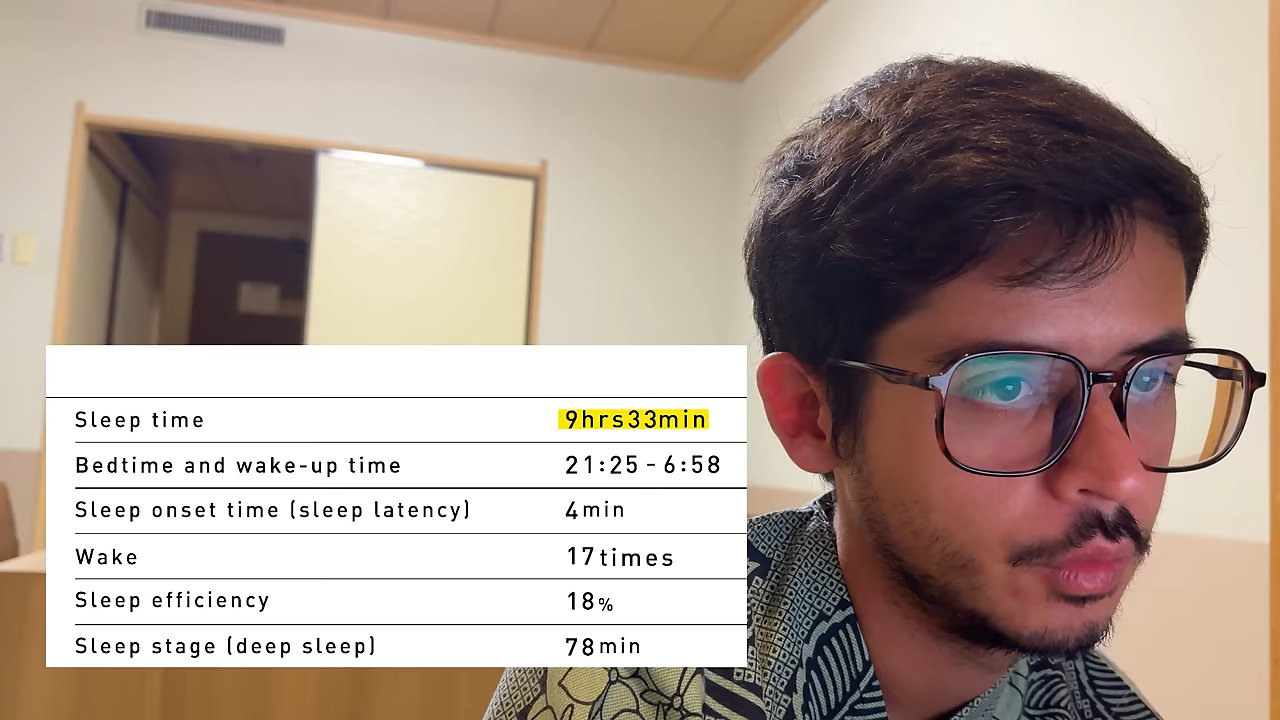 Sleep time 9hrs33min
Bedtime and wake-up time 21:25 - 6:58
Sleep onset time (sleep latency) 4min
Wake 17times
Sleep efficiency 18%
Sleep stage (deep sleep) 78min